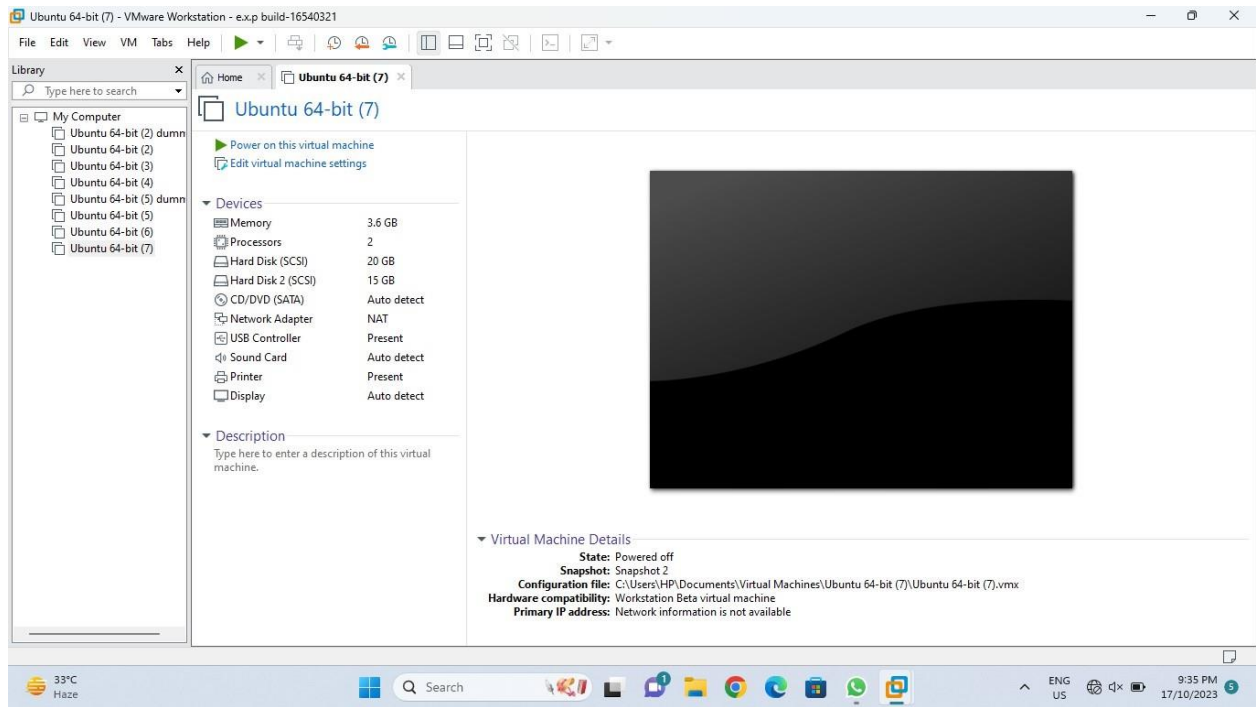 Ubuntu 64-bit (7) - VMware Workstation - e.x.p build-16540321
File Edit View VM Tabs Help
Library
Type here to search
My Computer
Ubuntu 64-bit (2) dumm
Ubuntu 64-bit (2)
Ubuntu 64-bit (3)
Ubuntu 64-bit (4)
Ubuntu 64-bit (5) dumm
Ubuntu 64-bit (5)
Ubuntu 64-bit (6)
Ubuntu 64-bit (7)
Home
Ubuntu 64-bit (7)
Ubuntu 64-bit (7)
Power on this virtual machine
Edit virtual machine settings
Devices
Memory 3.6 GB
Processors 2
Hard Disk (SCSI) 20 GB
Hard Disk 2 (SCSI) 15 GB
CD/DVD (SATA) Auto detect
Network Adapter NAT
USB Controller Present
Sound Card Auto detect
Printer Present
Display Auto detect
Description
Type here to enter a description of this virtual
machine.
Virtual Machine Details
State: Powered off
Snapshot: Snapshot 2
Configuration file: C:\Users\HP\Documents\Virtual Machines\Ubuntu 64-bit (7)\Ubuntu 64-bit (7).vmx
Hardware compatibility: Workstation Beta virtual machine
Primary IP address: Network information is not available
33°C
Haze
Search
1
ENG
US
9:35 PM
17/10/2023
5